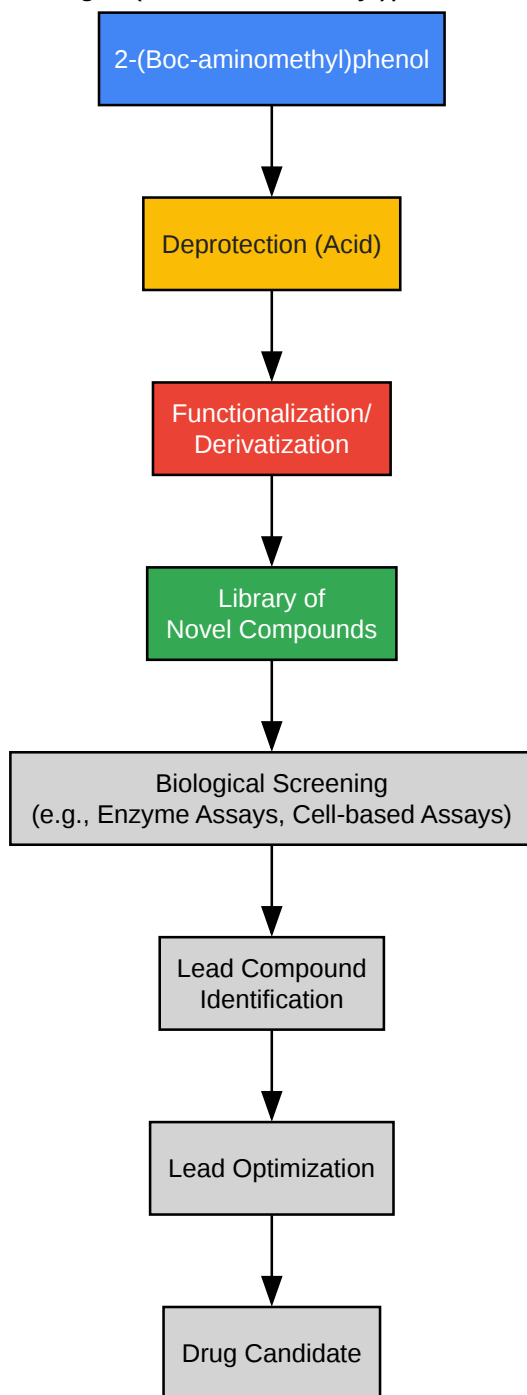 2-(Boc-aminomethyl)phenol
Deprotection (Acid)
Functionalization/
Derivatization
Library of
Novel Compounds
Biological Screening
(e.g., Enzyme Assays, Cell-based Assays)
Lead Compound
Identification
Lead Optimization
Drug Candidate